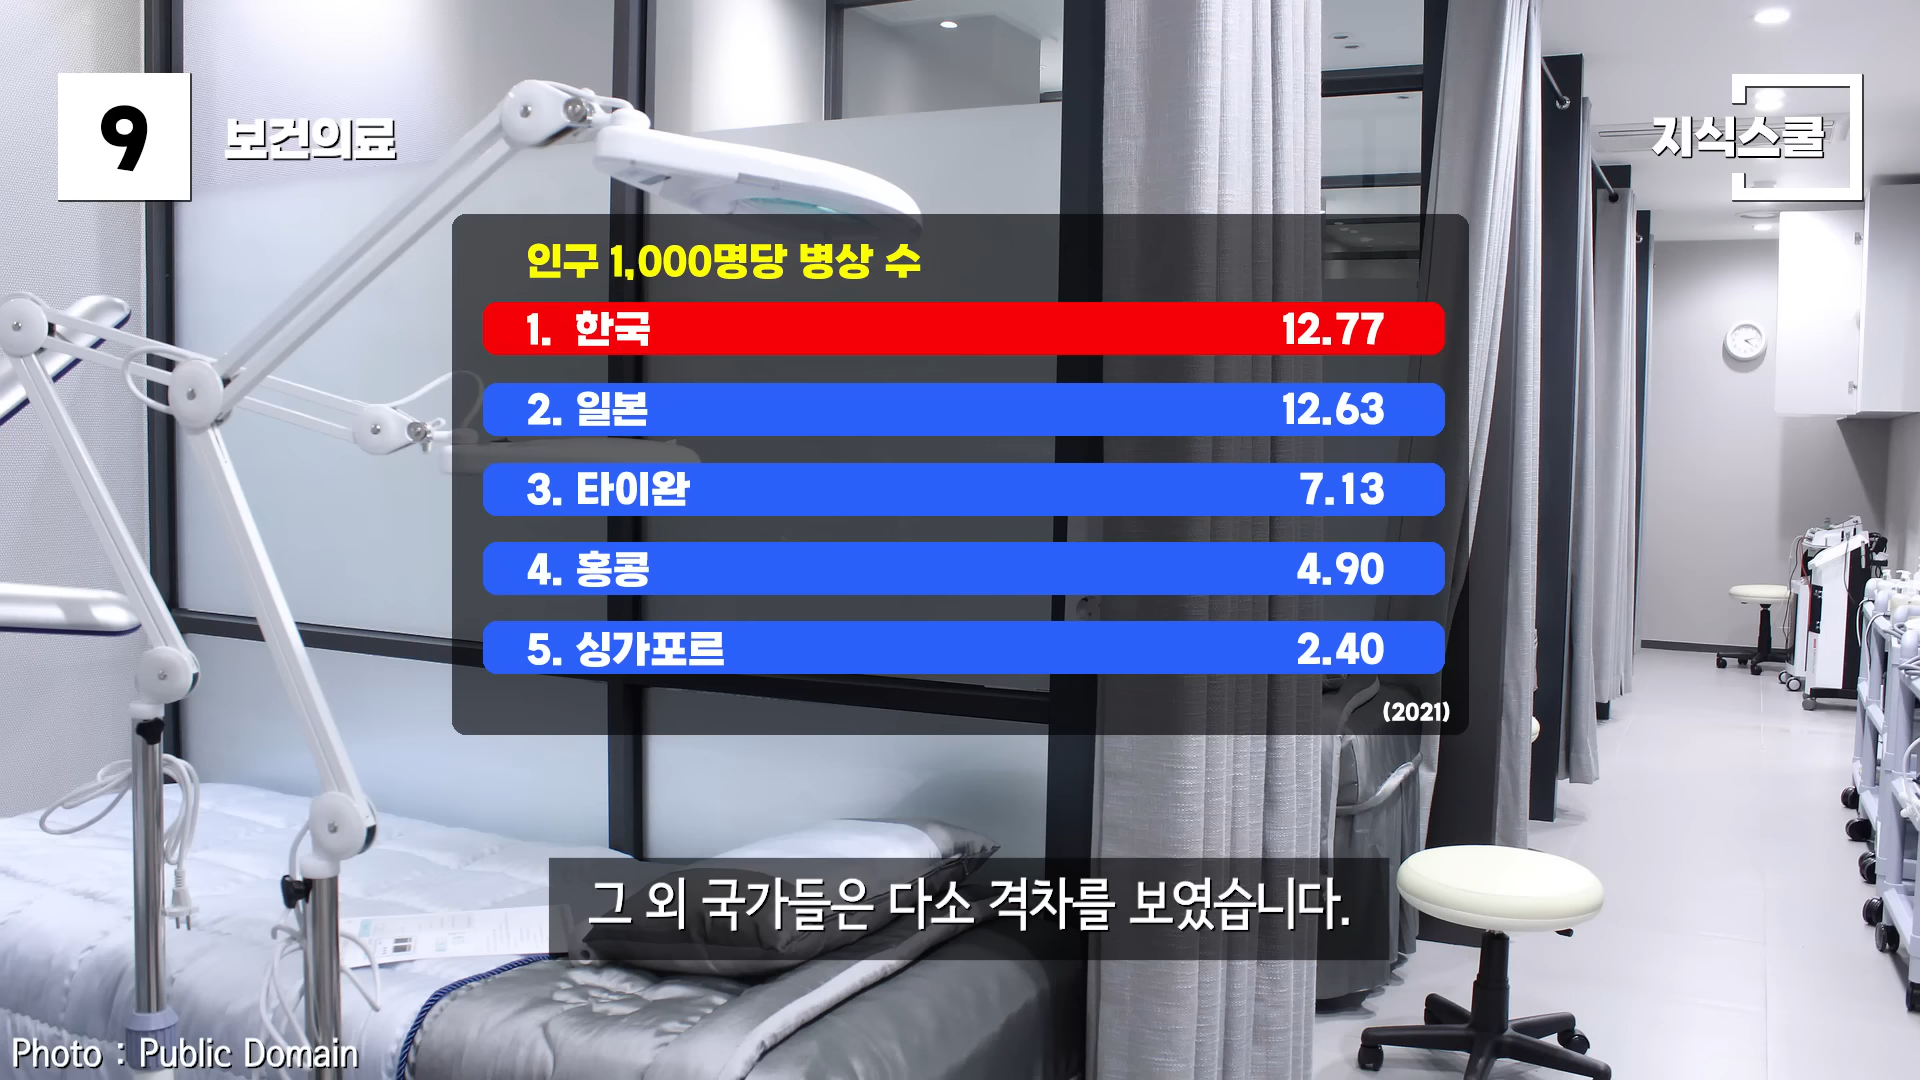 9
보건의료
지식스쿨
인구 1,000명당 병상 수
1. 한국 12.77
2. 일본 12.63
3. 타이완 7.13
4. 홍콩 4.90
5. 싱가포르 2.40
(2021)
그 외 국가들은 다소 격차를 보였습니다.
Photo : Public Domain